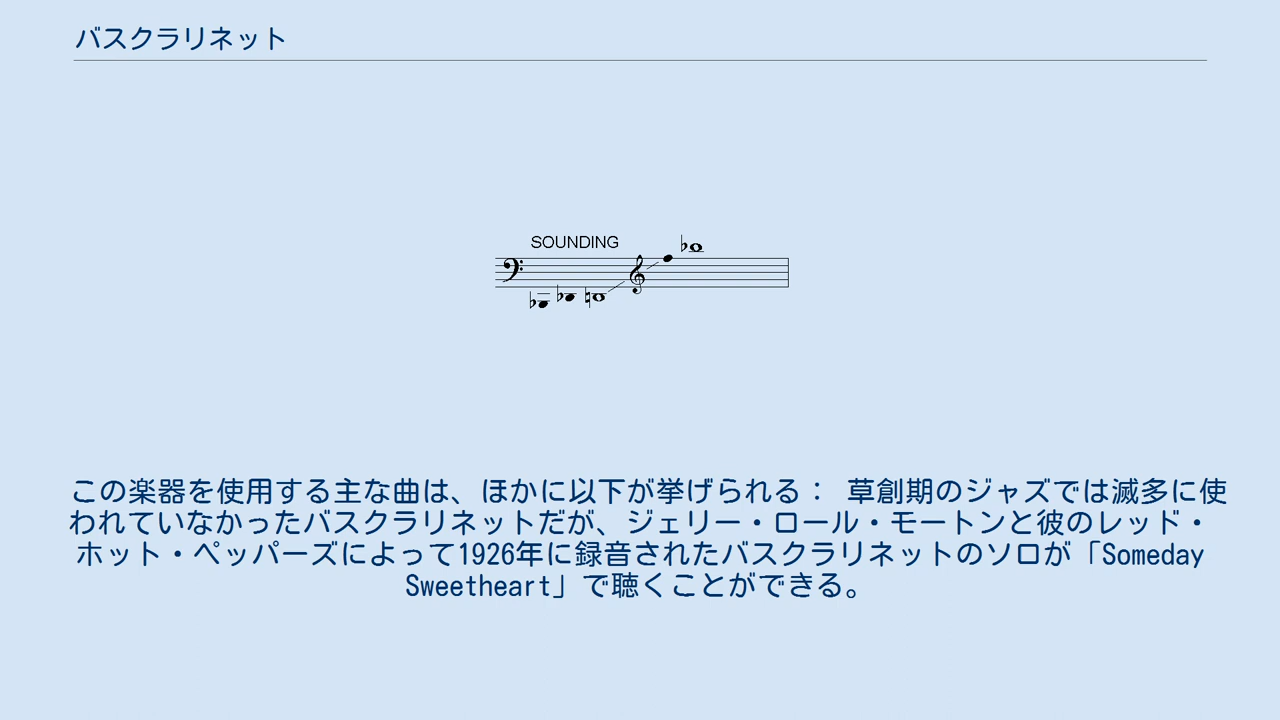 バスクラリネット
SOUNDING
この楽器を使用する主な曲は、ほかに以下が挙げられる： 草創期のジャズでは滅多に使
われていなかったバスクラリネットだが、ジェリー・ロール・モートンと彼のレッド・
ホット・ペッパーズによって1926年に録音されたバスクラリネットのソロが「Someday
Sweetheart」で聴くことができる。